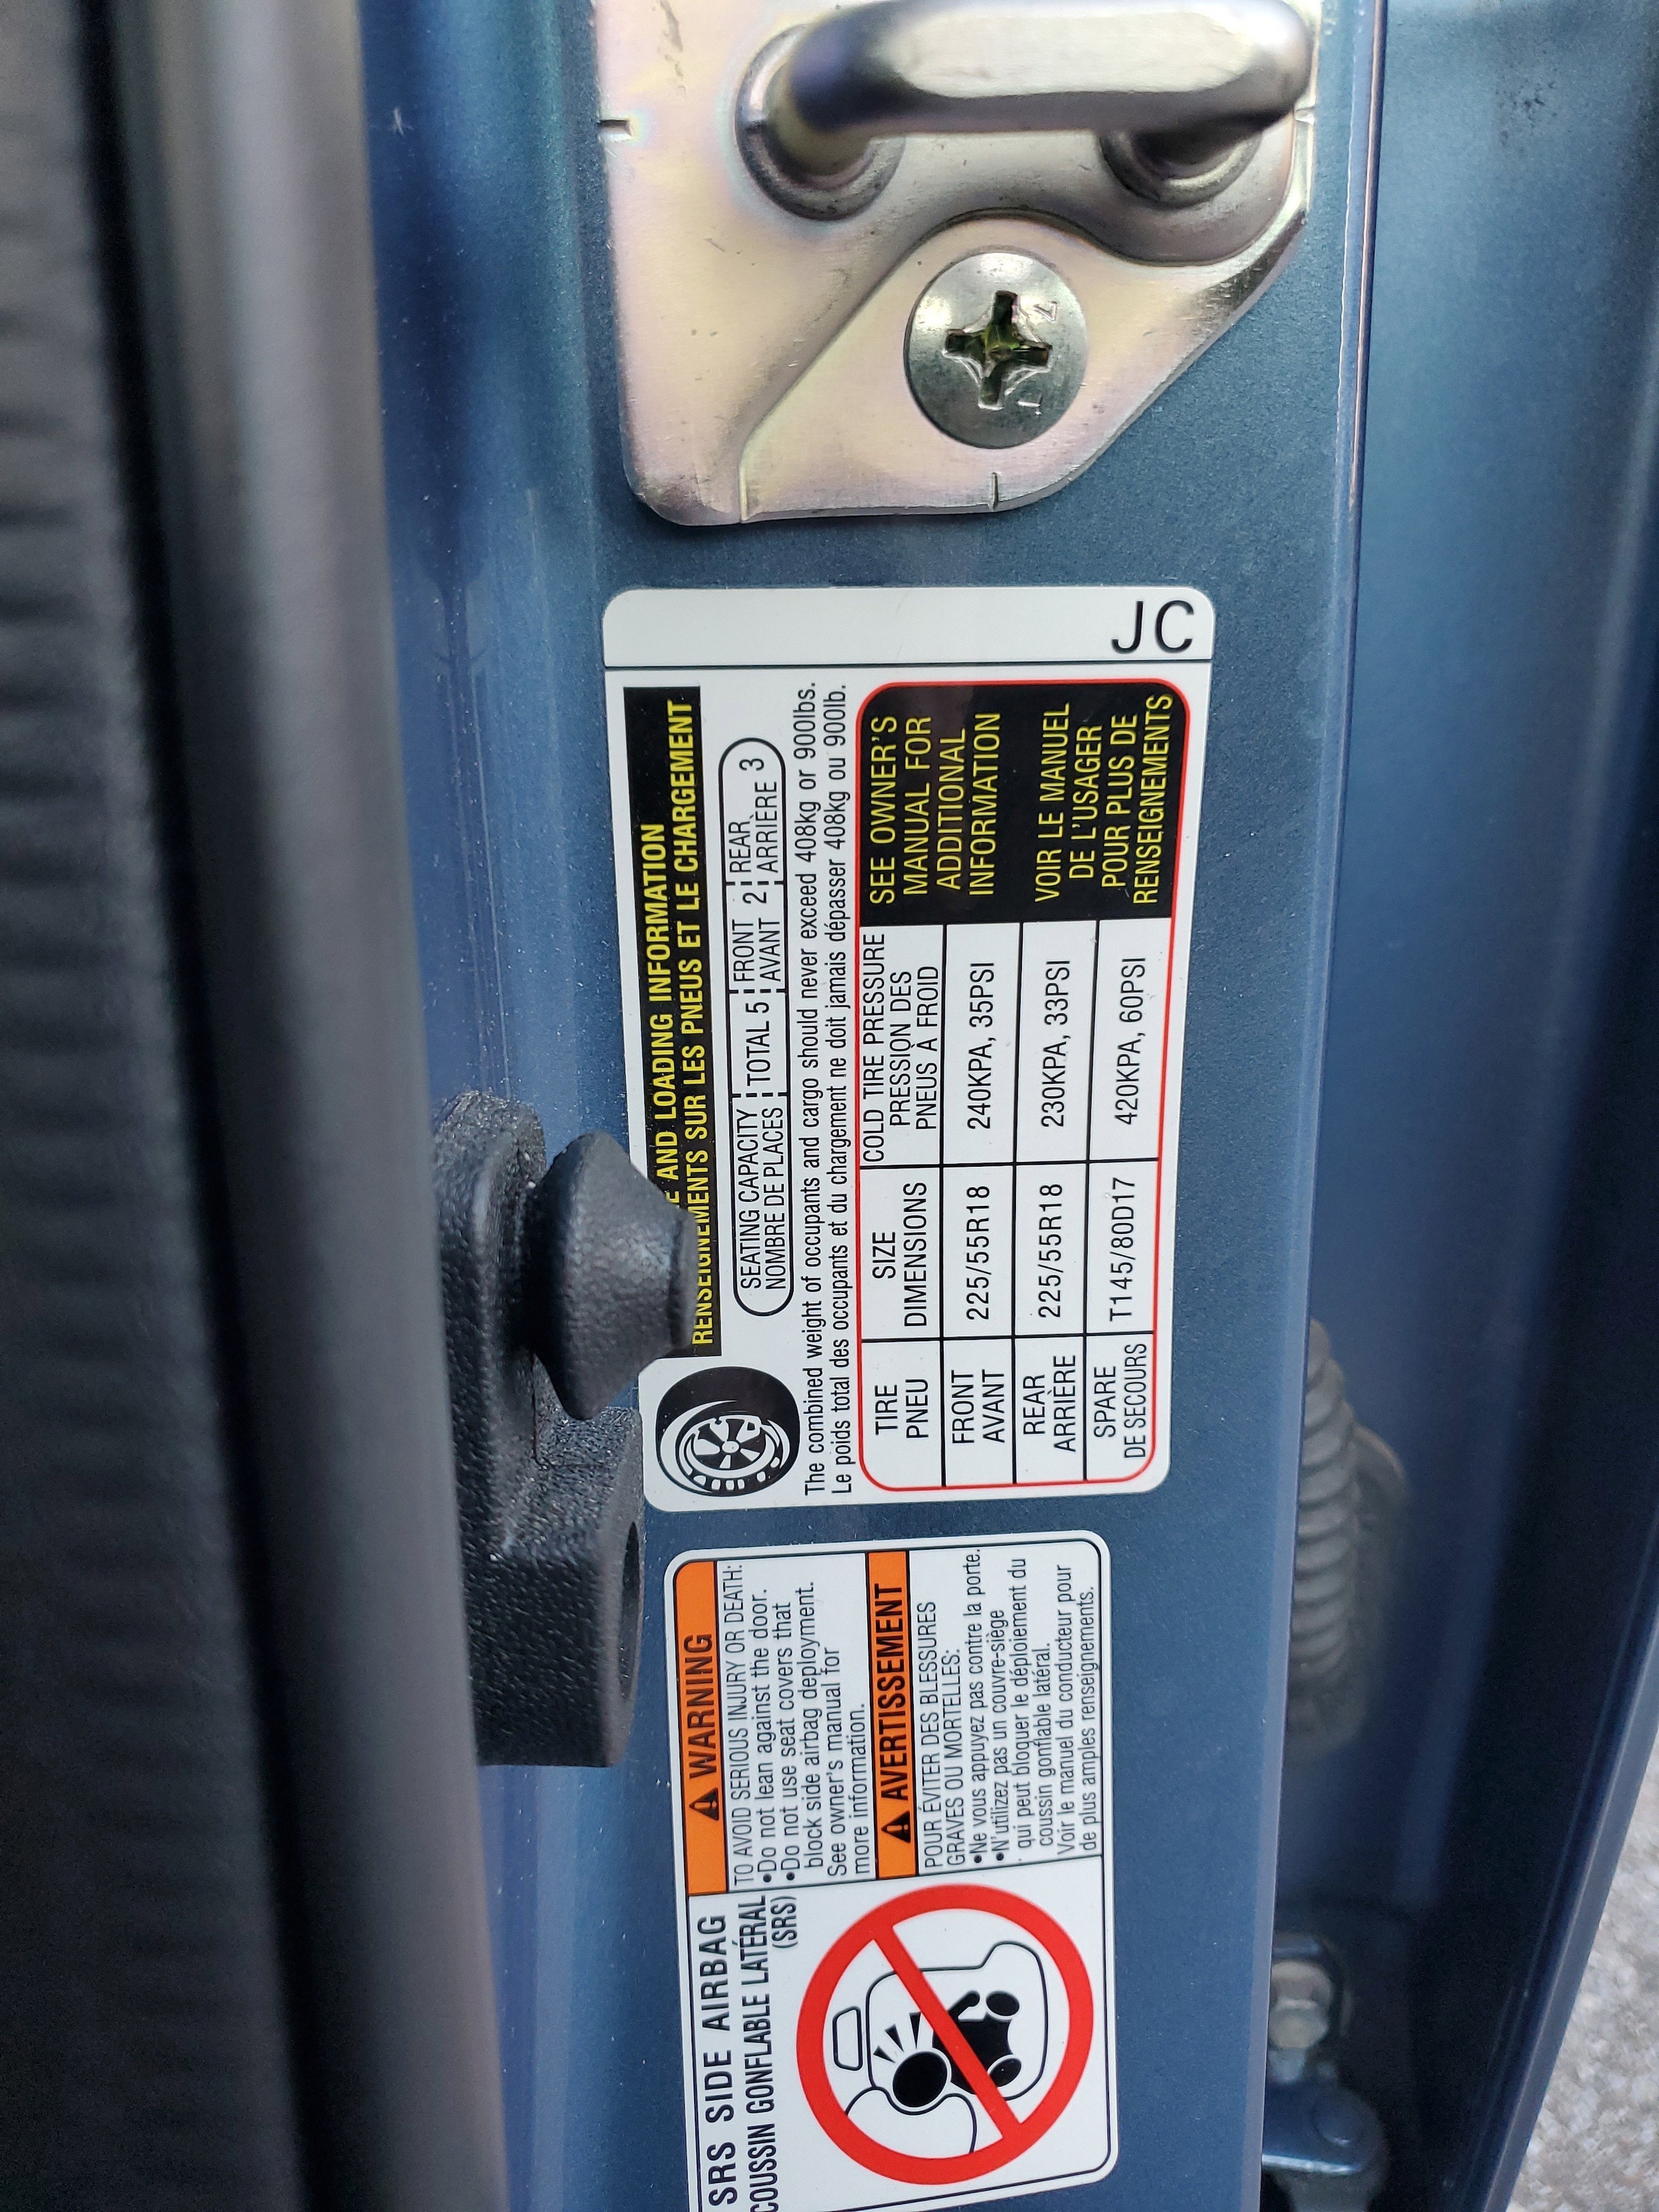 JC
E AND LOADING INFORMATION
RENSEIGNEMENTS SUR LES PNEUS ET LE CHARGEMENT
SEATING CAPACITY TOTAL 5 FRONT 2 REAR 3
NOMBRE DE PLACES AVANT ARRIÈRE
The combined weight of occupants and cargo should never exceed 408kg or 900lbs.
Le poids total des occupants et du chargement ne doit jamais dépasser 408kg ou 900lb.
TIRE
PNEU
SIZE
DIMENSIONS
COLD TIRE PRESSURE
PRESSION DES
PNEUS À FROID
FRONT
AVANT
225/55R18
240KPA, 35PSI
REAR
ARRIÈRE
225/55R18
230KPA, 33PSI
SPARE
DE SECOURS
T145/80D17
420KPA, 60PSI
SEE OWNER'S
MANUAL FOR
ADDITIONAL
INFORMATION
VOIR LE MANUEL
DE L'USAGER
POUR PLUS DE
RENSEIGNEMENTS
SRS SIDE AIRBAG
COUSSIN GONFLABLE LATÉRAL
(SRS)
WARNING
TO AVOID SERIOUS INJURY OR DEATH:
•Do not lean against the door.
•Do not use seat covers that
block side airbag deployment.
See owner's manual for
more information.
AVERTISSEMENT
POUR ÉVITER DES BLESSURES
GRAVES OU MORTELLES:
•Ne vous appuyez pas contre la porte.
•N'utilizez pas un couvre-siège
qui peut bloquer le déploiement du
coussin gonflable latéral.
Voir le manuel du conducteur pour
de plus amples renseignements.